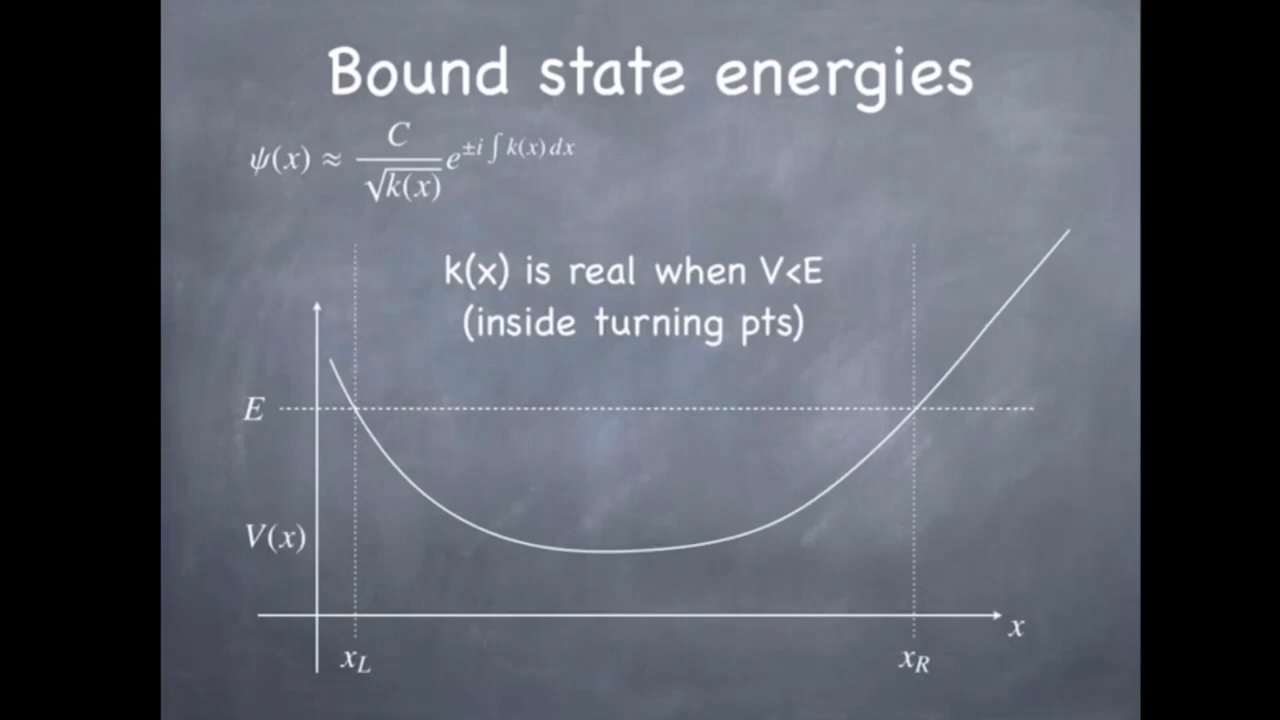 Bound state energies
ψ(x) ≈ C/√k(x) e^{±i ∫ k(x) dx}
k(x) is real when V<E
(inside turning pts)
E
V(x)
x
x_L
x_R